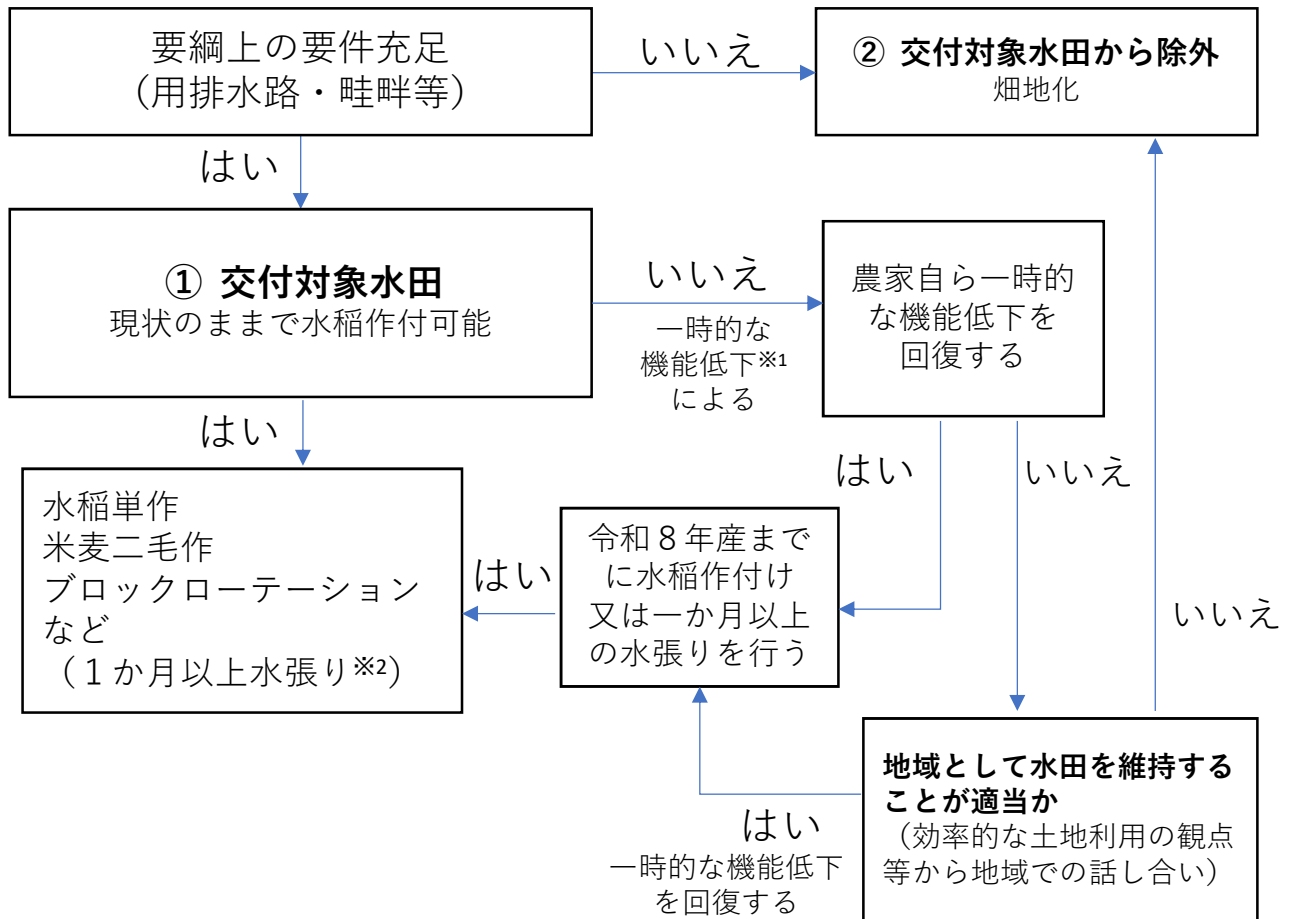 要綱上の要件充足
（用排水路・畦畔等）
いいえ
② 交付対象水田から除外
畑地化
はい
① 交付対象水田
現状のままで水稲作付可能
いいえ
一時的な
機能低下※1
による
農家自ら一時的
な機能低下を
回復する
はい
水稲単作
米麦二毛作
ブロックローテーション
など
（１か月以上水張り※2）
はい
令和８年産まで
に水稲作付け
又は一か月以上
の水張りを行う
はい
いいえ
いいえ
地域として水田を維持する
ことが適当か
（効率的な土地利用の観点
等から地域での話し合い）
はい
一時的な機能低下
を回復する